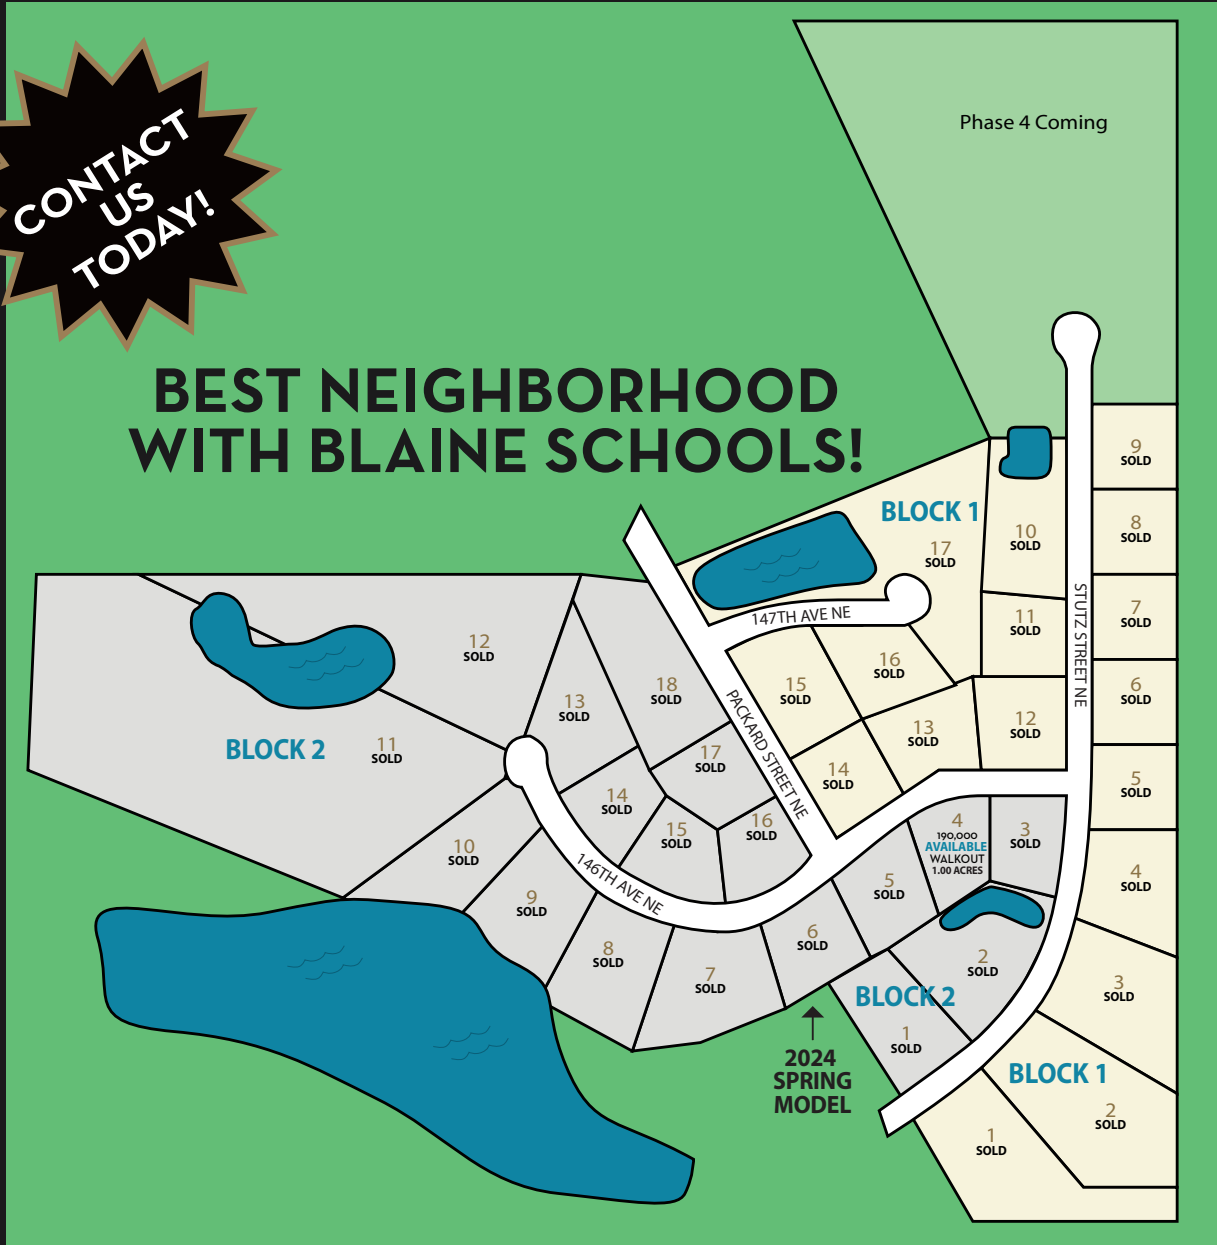 CONTACT
US
TODAY!
Phase 4 Coming
BEST NEIGHBORHOOD
WITH BLAINE SCHOOLS!
9
SOLD
8
SOLD
7
SOLD
6
SOLD
5
SOLD
4
SOLD
3
SOLD
2
SOLD
1
SOLD
BLOCK 1
STUTZ STREET NE
BLOCK 1
10
SOLD
11
SOLD
12
SOLD
13
SOLD
14
SOLD
15
SOLD
16
SOLD
17
SOLD
147TH AVE NE
PACKARD STREET NE
BLOCK 2
12
SOLD
11
SOLD
13
SOLD
18
SOLD
17
SOLD
14
SOLD
15
SOLD
16
SOLD
146TH AVE NE
10
SOLD
9
SOLD
8
SOLD
7
SOLD
6
SOLD
5
SOLD
4
190,000
AVAILABLE
WALKOUT
1.00 ACRES
3
SOLD
2
SOLD
BLOCK 2
1
SOLD
2024
SPRING
MODEL